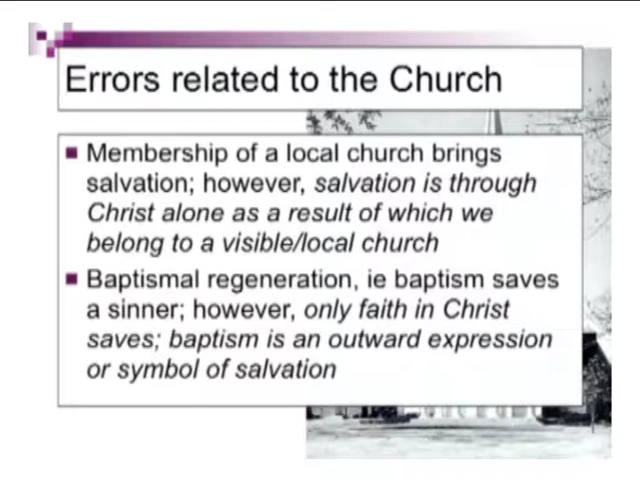 Errors related to the Church
Membership of a local church brings
salvation; however, salvation is through
Christ alone as a result of which we
belong to a visible/local church
Baptismal regeneration, ie baptism saves
a sinner; however, only faith in Christ
saves; baptism is an outward expression
or symbol of salvation